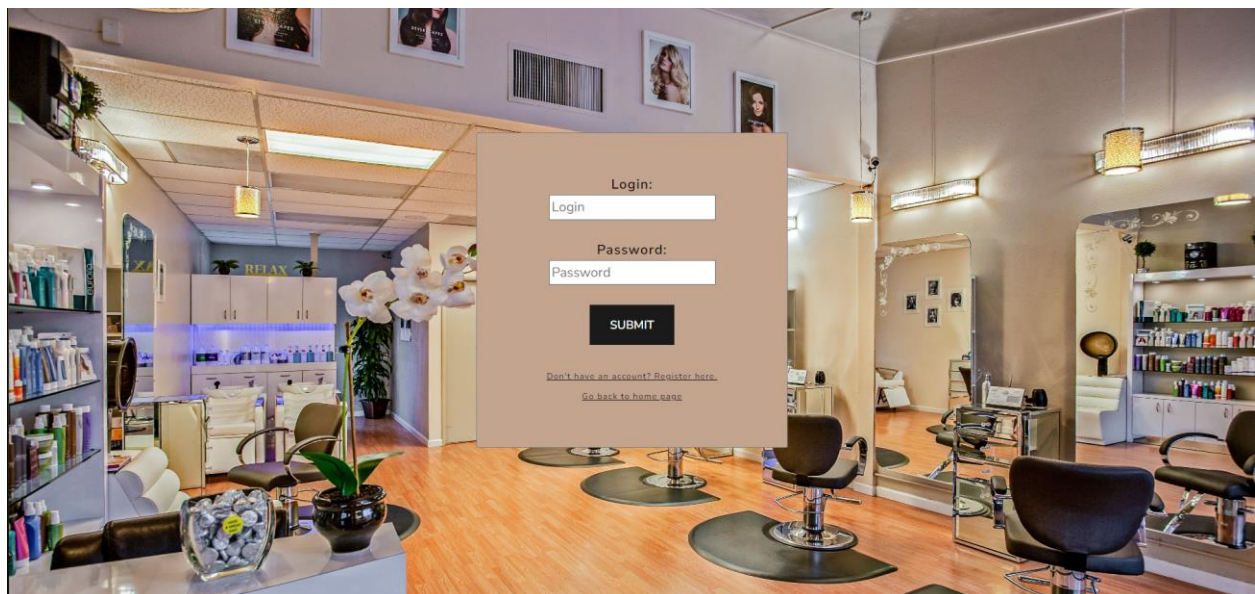 RELAX
Login:
Login
Password:
Password
SUBMIT
Don't have an account? Register here.
Go back to home page